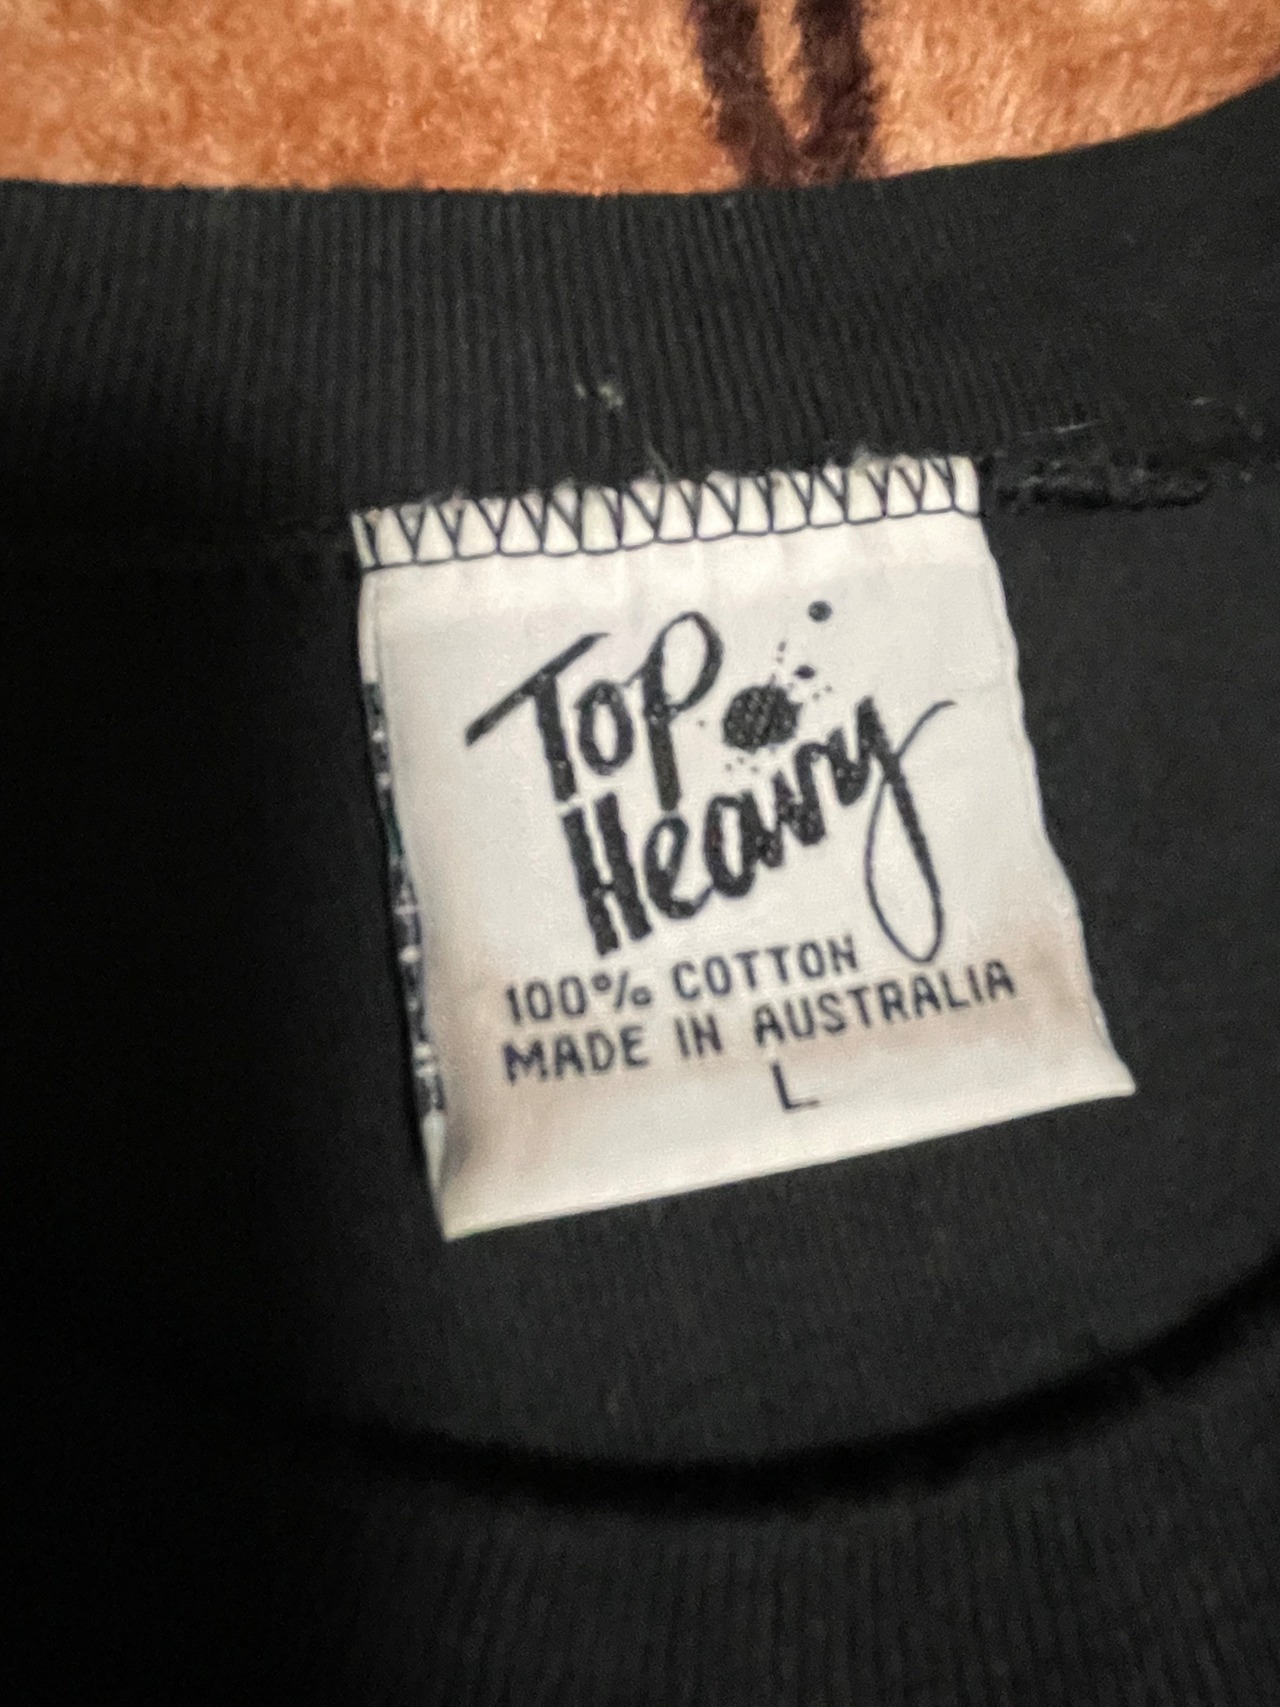 Top
Heavy
100% COTTON
MADE IN AUSTRALIA
L